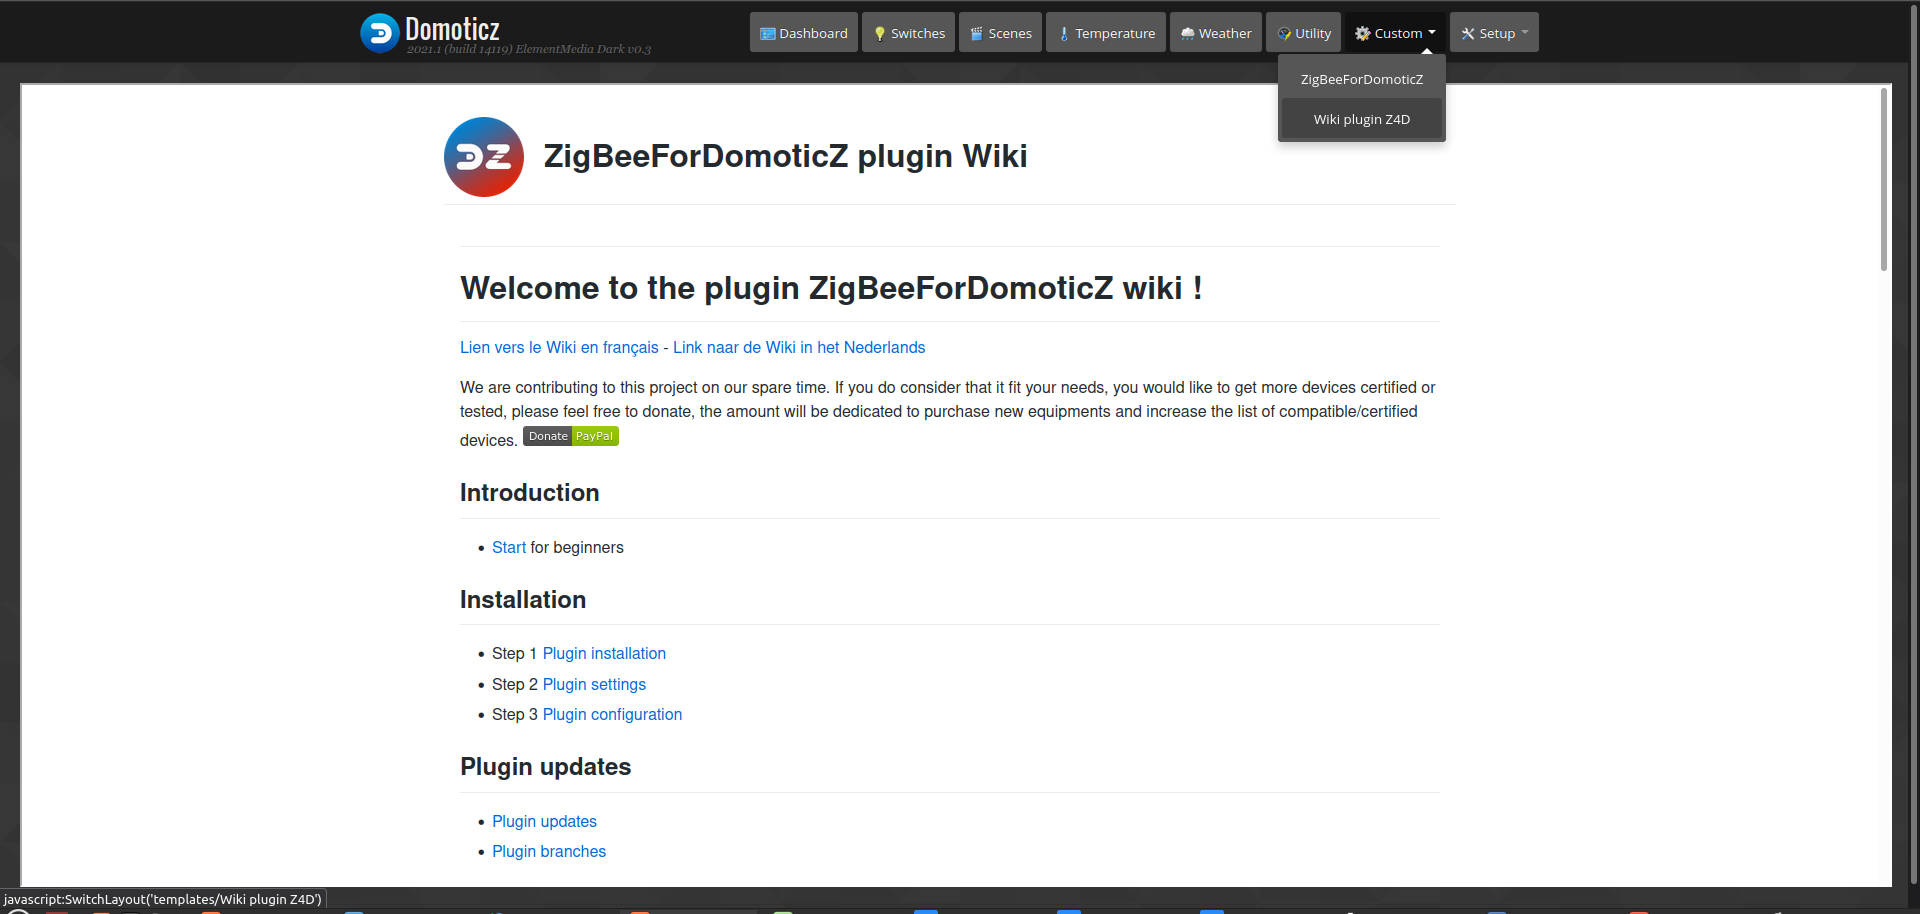 Domoticz
2021.1 (build 14119) ElementMedia Dark v0.3
Dashboard Switches Scenes Temperature Weather Utility Custom Setup
ZigBeeForDomoticZ
Wiki plugin Z4D
ZigBeeForDomoticZ plugin Wiki
Welcome to the plugin ZigBeeForDomoticZ wiki !
Lien vers le Wiki en français - Link naar de Wiki in het Nederlands
We are contributing to this project on our spare time. If you do consider that it fit your needs, you would like to get more devices certified or
tested, please feel free to donate, the amount will be dedicated to purchase new equipments and increase the list of compatible/certified
devices. Donate PayPal
Introduction
Start for beginners
Installation
Step 1 Plugin installation
Step 2 Plugin settings
Step 3 Plugin configuration
Plugin updates
Plugin updates
Plugin branches
javascript:SwitchLayout('templates/Wiki plugin Z4D')